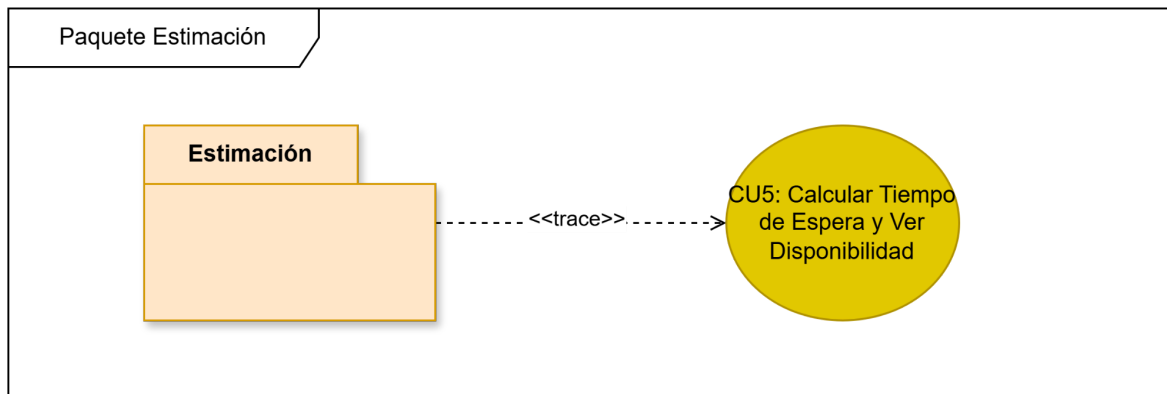 Paquete Estimación
Estimación
<<trace>>
CU5: Calcular Tiempo
de Espera y Ver
Disponibilidad